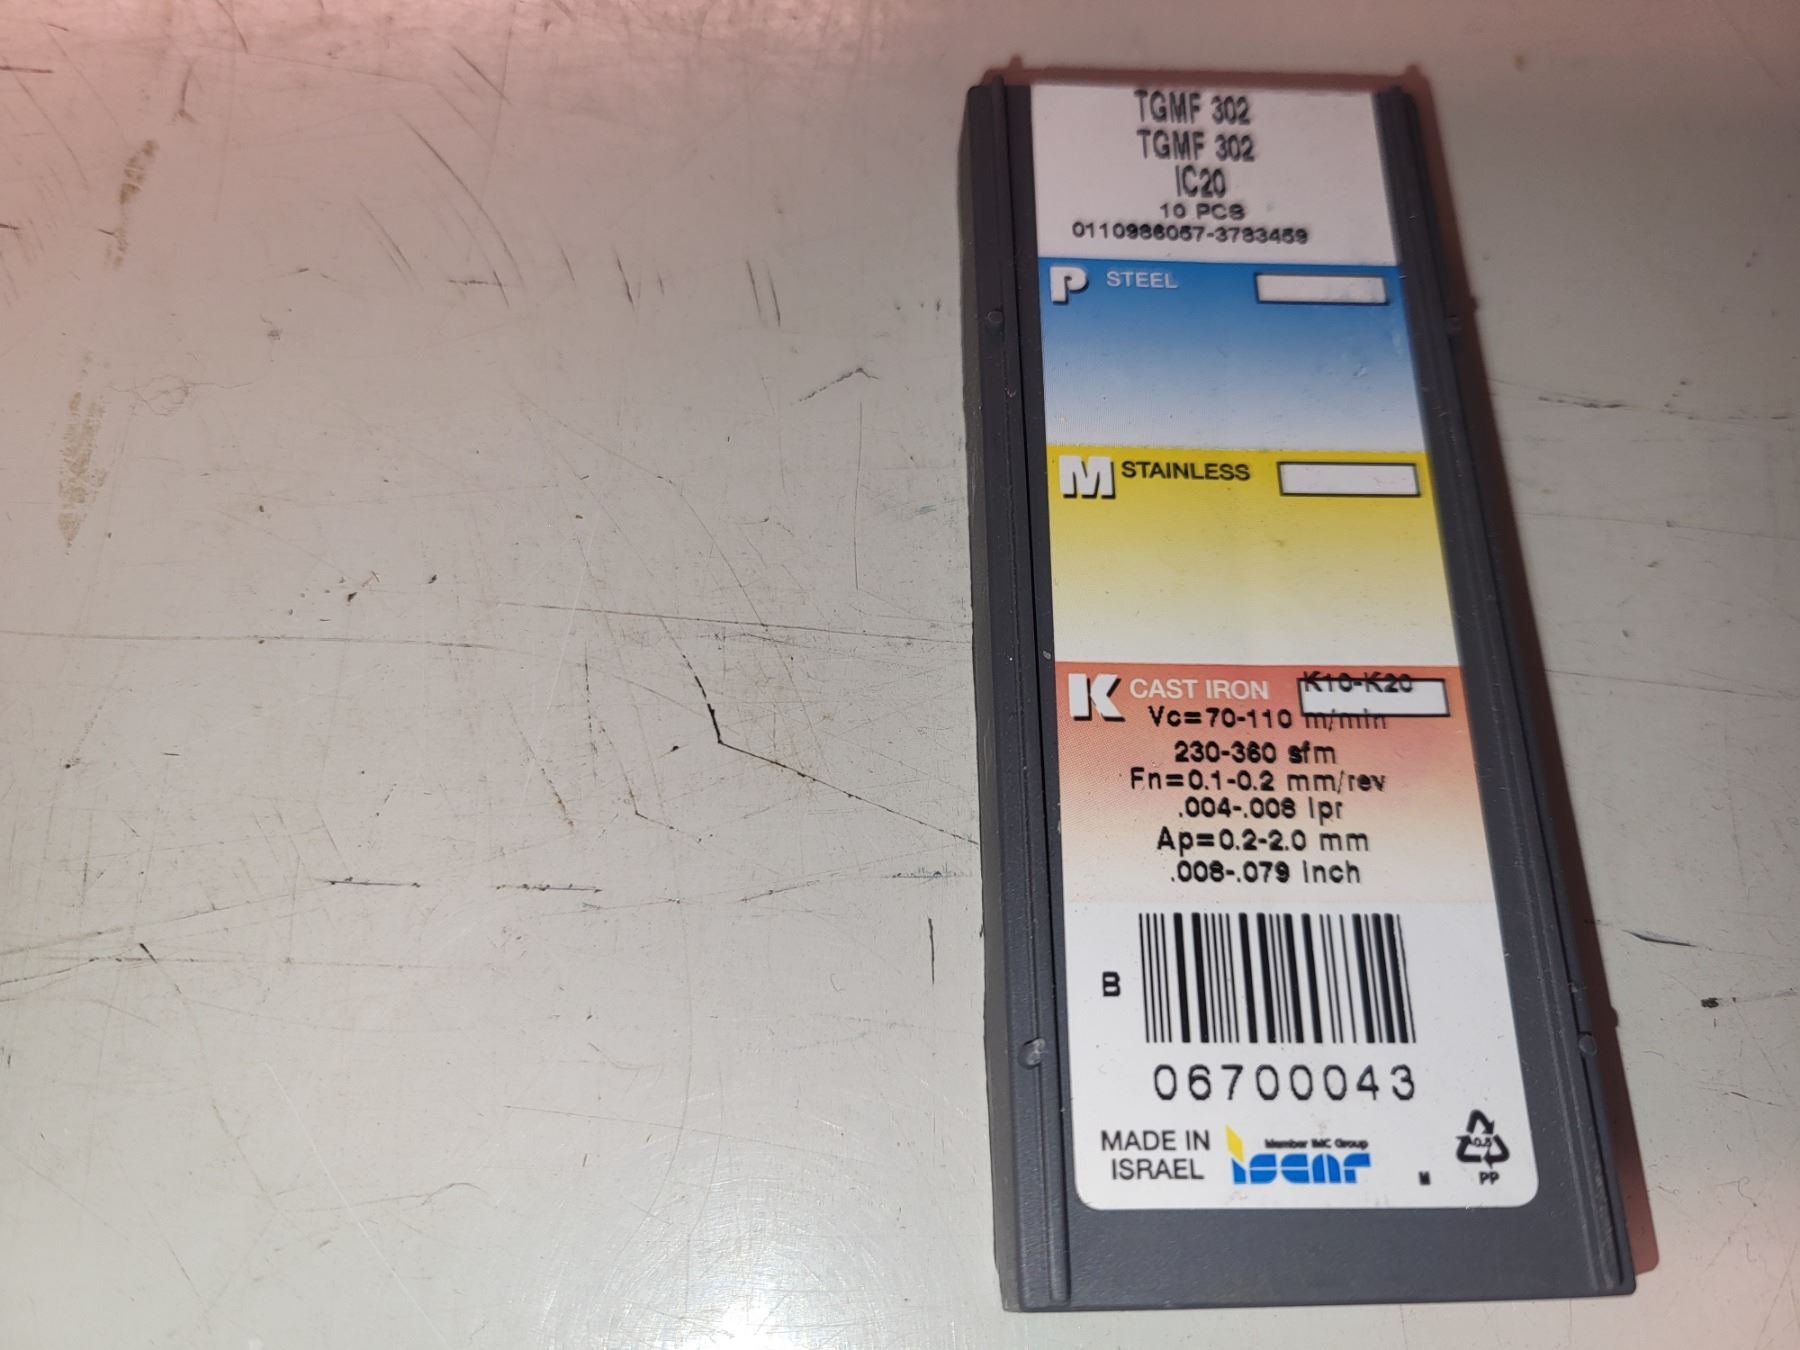 TGMF 302
TGMF 302
IC20
10 PCS
0110986057-3783459
P STEEL
M STAINLESS
K CAST IRON K10-K20
Vc=70-110 m/min
230-360 sfm
Fn=0.1-0.2 mm/rev
.004-.008 ipr
Ap=0.2-2.0 mm
.008-.079 inch
B
06700043
MADE IN
ISRAEL
Member IMC Group
iscar
M
0.5
PP